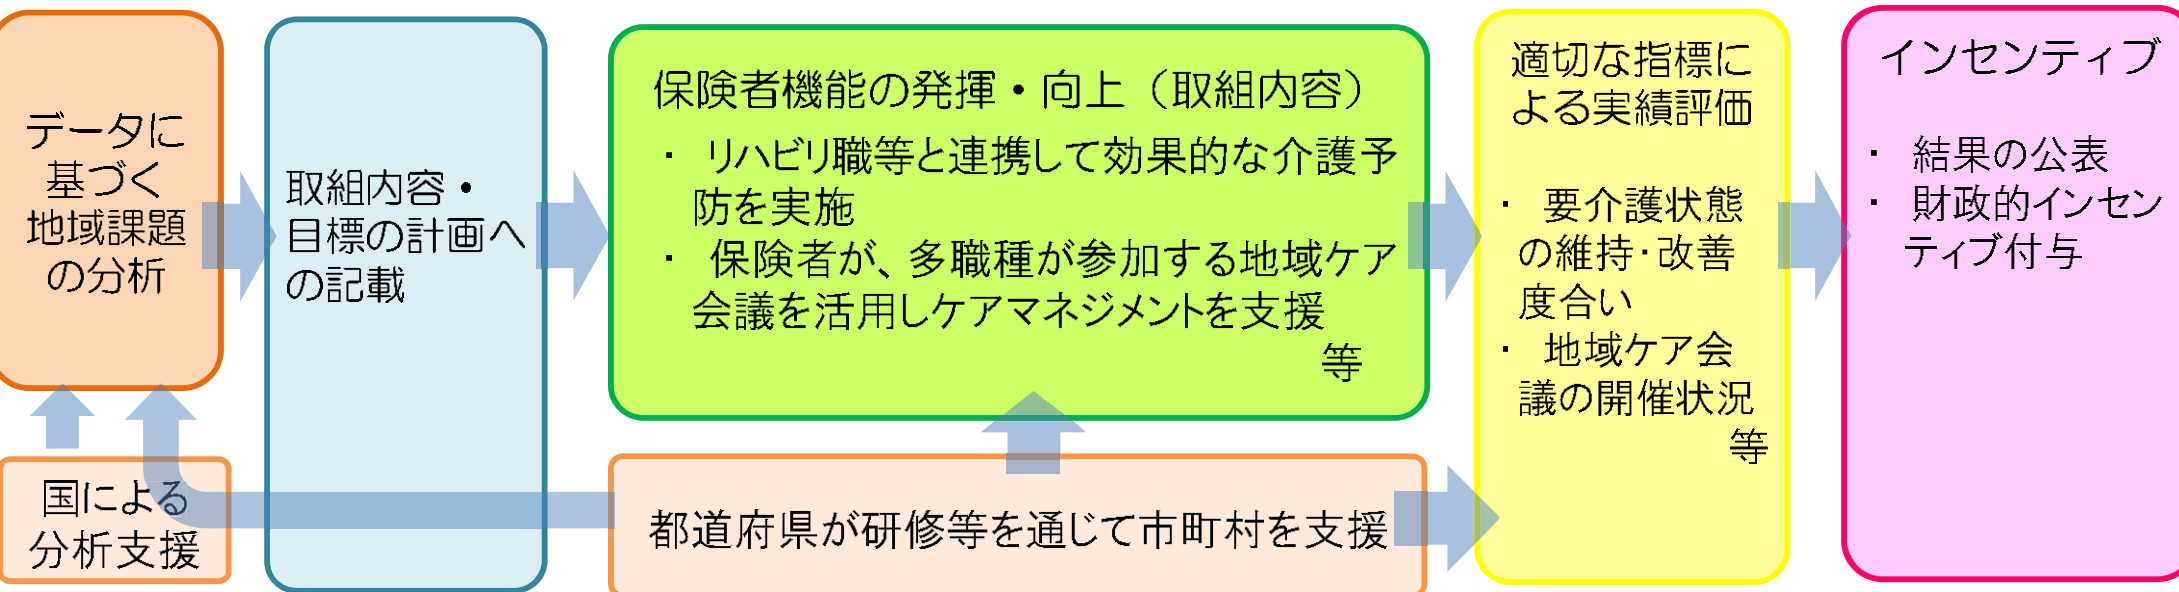 データに
基づく
地域課題
の分析
国による
分析支援
取組内容・
目標の計画へ
の記載
保険者機能の発揮・向上（取組内容）
・ リハビリ職等と連携して効果的な介護予
防を実施
・ 保険者が、多職種が参加する地域ケア
会議を活用しケアマネジメントを支援
等
都道府県が研修等を通じて市町村を支援
適切な指標に
よる実績評価
・ 要介護状態
の維持・改善
度合い
・ 地域ケア会
議の開催状況
等
インセンティブ
・ 結果の公表
・ 財政的インセン
ティブ付与